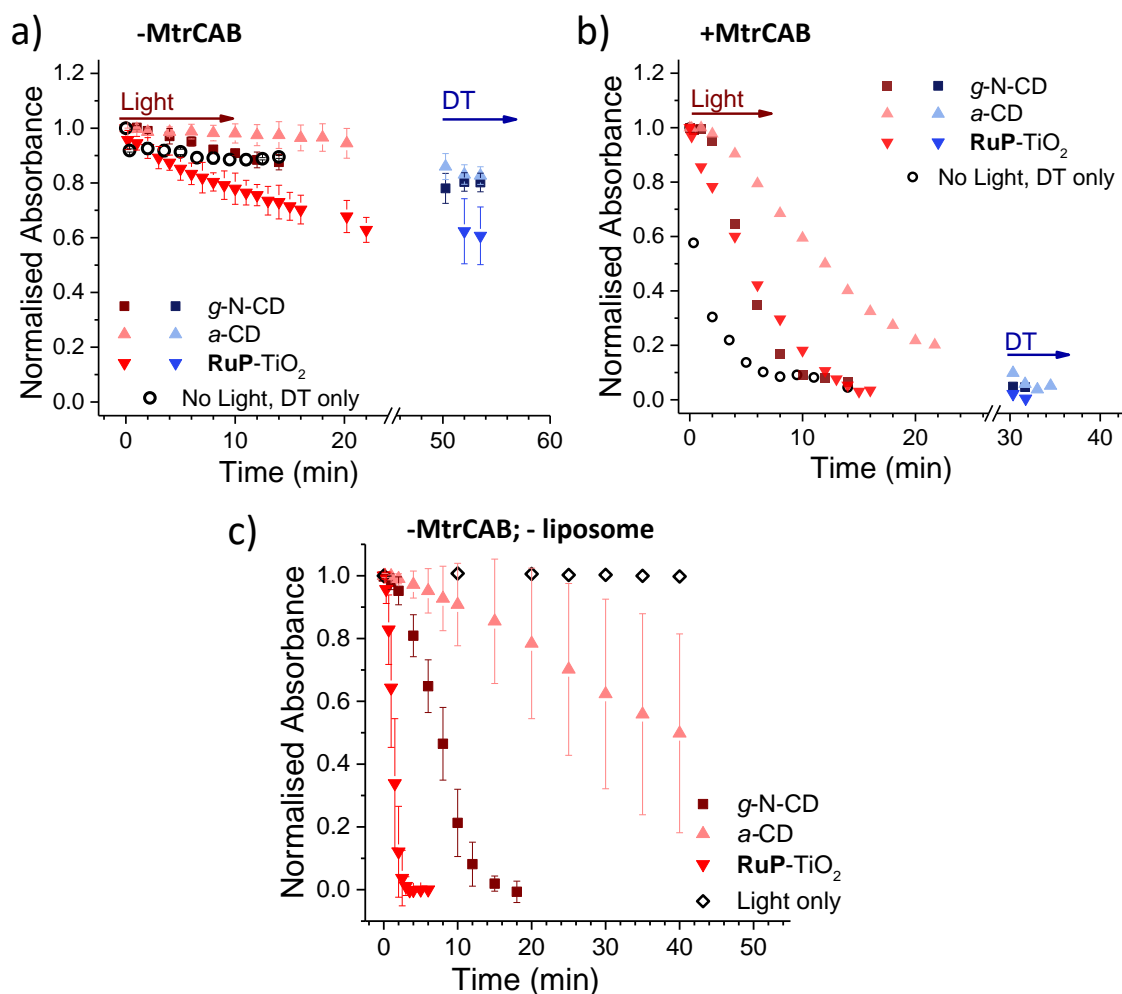 a)
-MtrCAB
Normalised Absorbance
1.2
1.0
0.8
0.6
0.4
0.2
0.0
Light
DT
g-N-CD
a-CD
RuP-TiO₂
No Light, DT only
0 10 20 50 60
Time (min)
b)
+MtrCAB
Normalised Absorbance
1.2
1.0
0.8
0.6
0.4
0.2
0.0
Light
g-N-CD
a-CD
RuP-TiO₂
No Light, DT only
DT
0 10 20 30 40
Time (min)
c)
-MtrCAB; - liposome
Normalised Absorbance
1.0
0.8
0.6
0.4
0.2
0.0
g-N-CD
a-CD
RuP-TiO₂
Light only
0 10 20 30 40 50
Time (min)